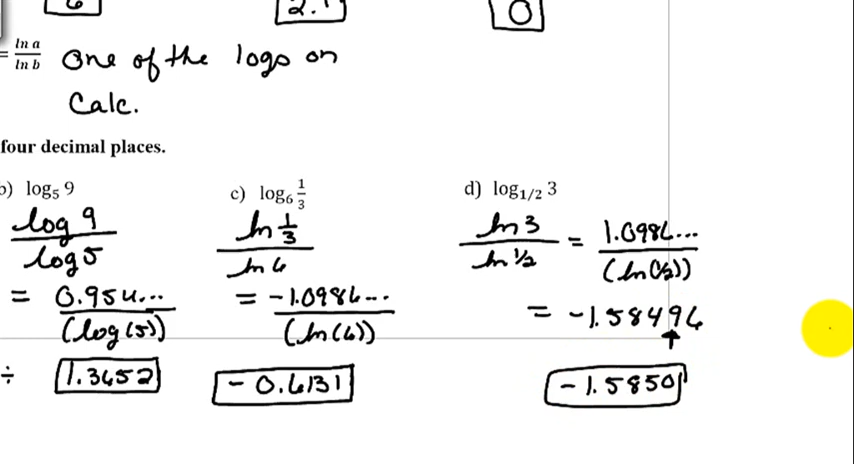 6
2.1
0
= ln a / ln b One of the logs on
Calc.
four decimal places.
b) log₅ 9
log 9 / log 5
= 0.954... / (log(5))
÷ 1.3652
c) log₆ 1/3
ln 1/3 / ln 6
= -1.0986... / (ln(6))
-0.6131
d) log₁/₂ 3
ln 3 / ln 1/2 = 1.0986... / (ln(1/2))
= -1.58496
-1.5850